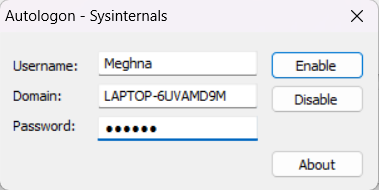 Autologon - Sysinternals
Username: Meghna Enable
Domain: LAPTOP-6UVAMD9M Disable
Password: ●●●●●●
About